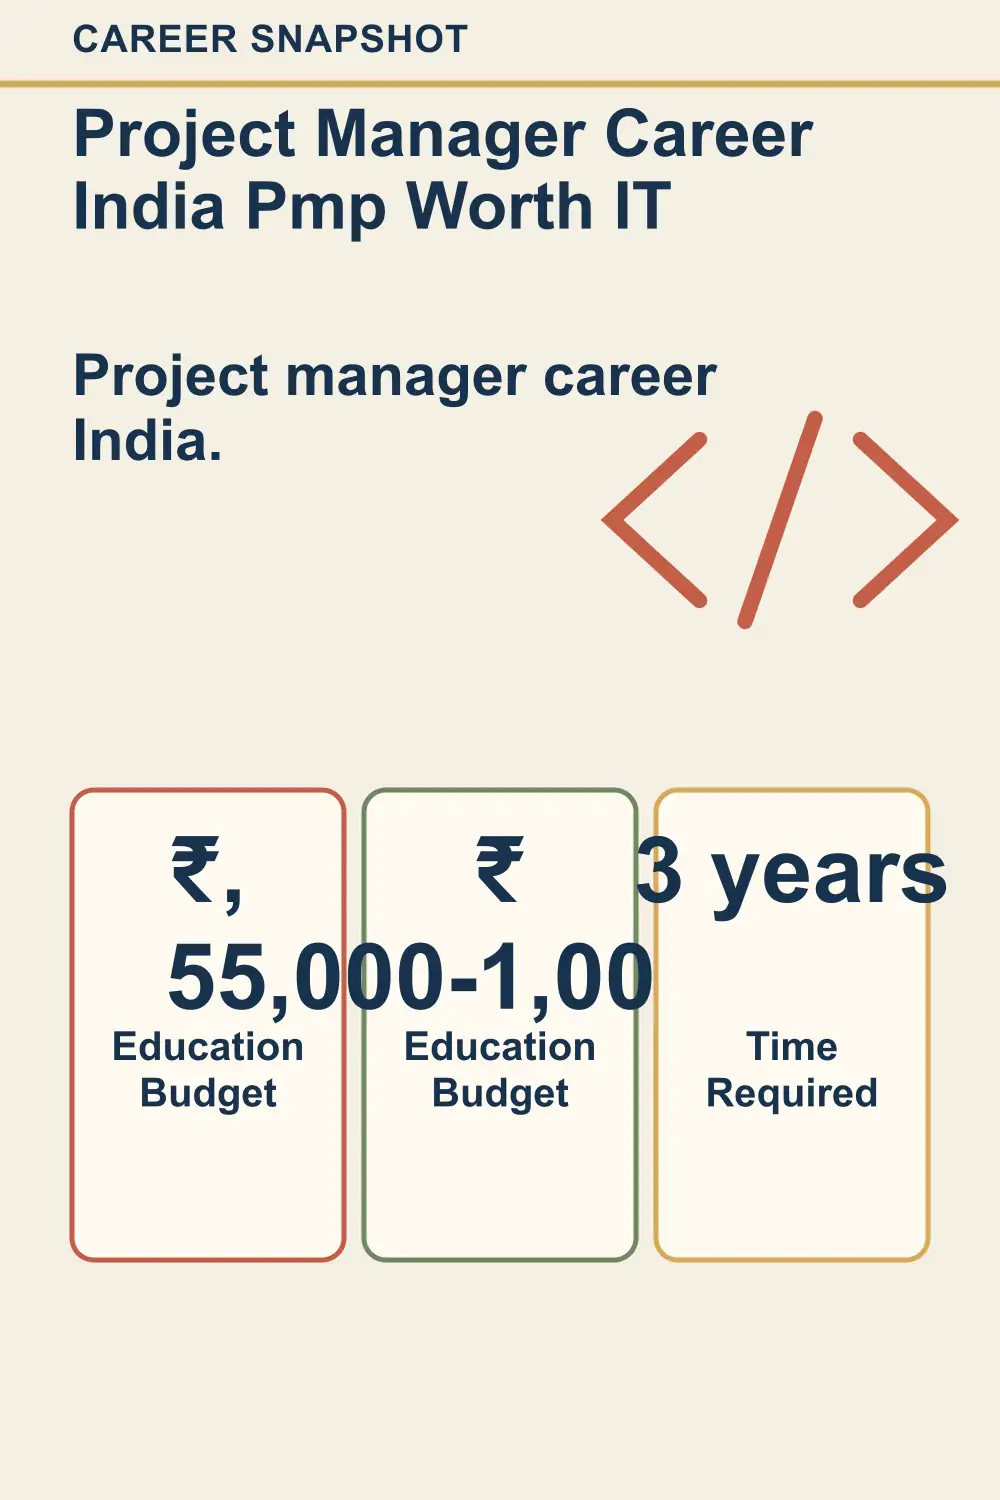 CAREER SNAPSHOT
Project Manager Career
India Pmp Worth IT
Project manager career
India.
</>
₹,
Education
Budget
₹
55,000-1,00
Education
Budget
3 years
Time
Required